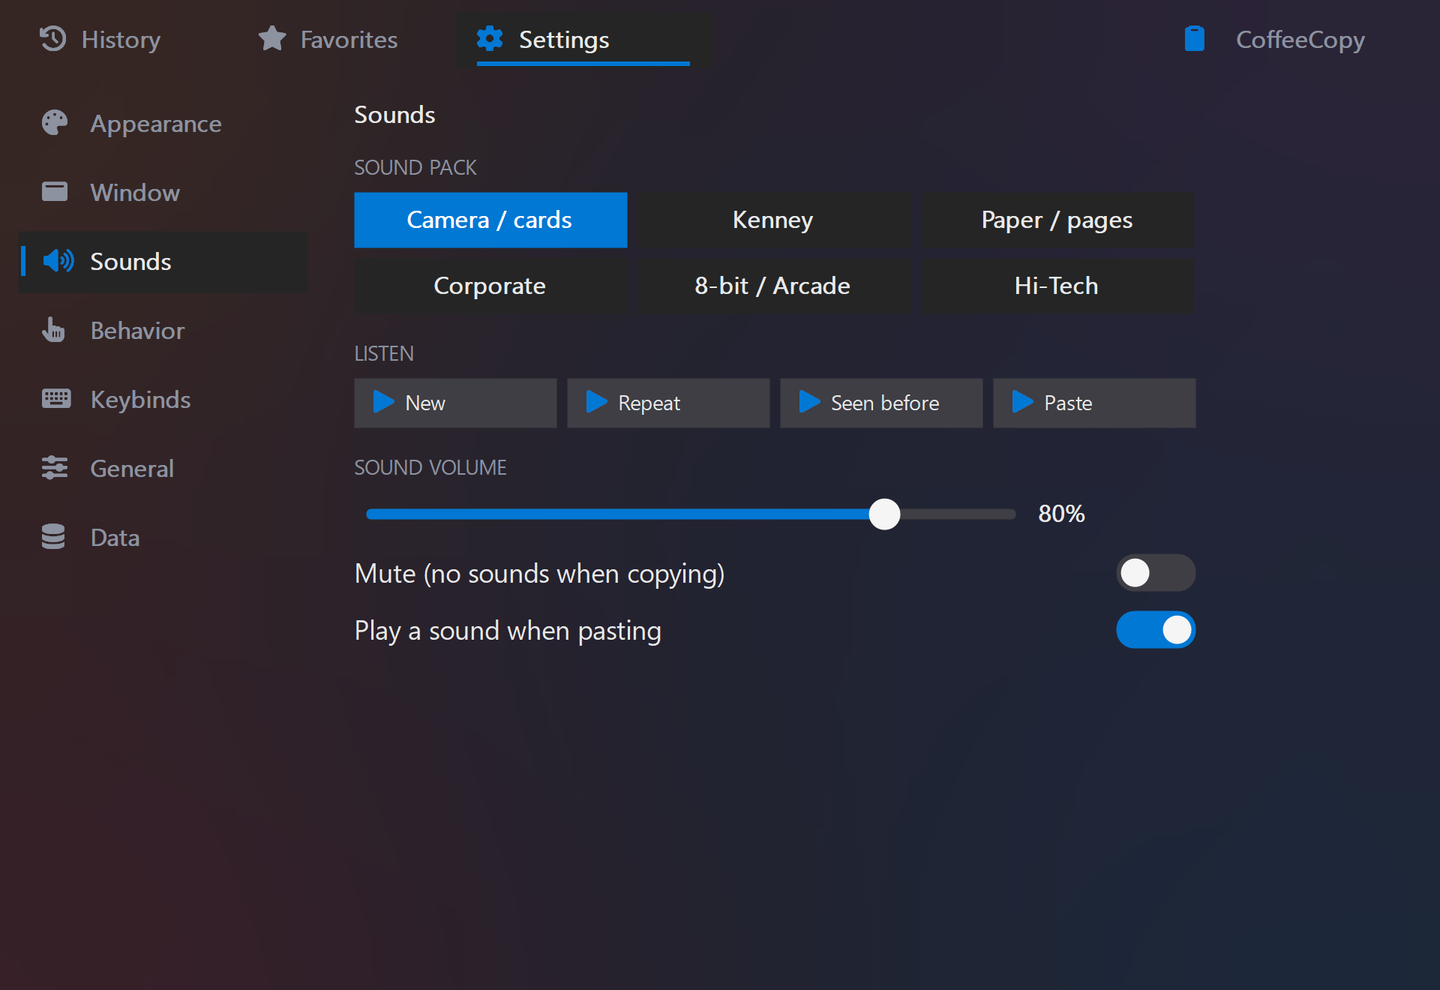 History Favorites Settings CoffeeCopy
Appearance
Window
Sounds
Behavior
Keybinds
General
Data
Sounds
SOUND PACK
Camera / cards Kenney Paper / pages
Corporate 8-bit / Arcade Hi-Tech
LISTEN
New Repeat Seen before Paste
SOUND VOLUME
80%
Mute (no sounds when copying)
Play a sound when pasting